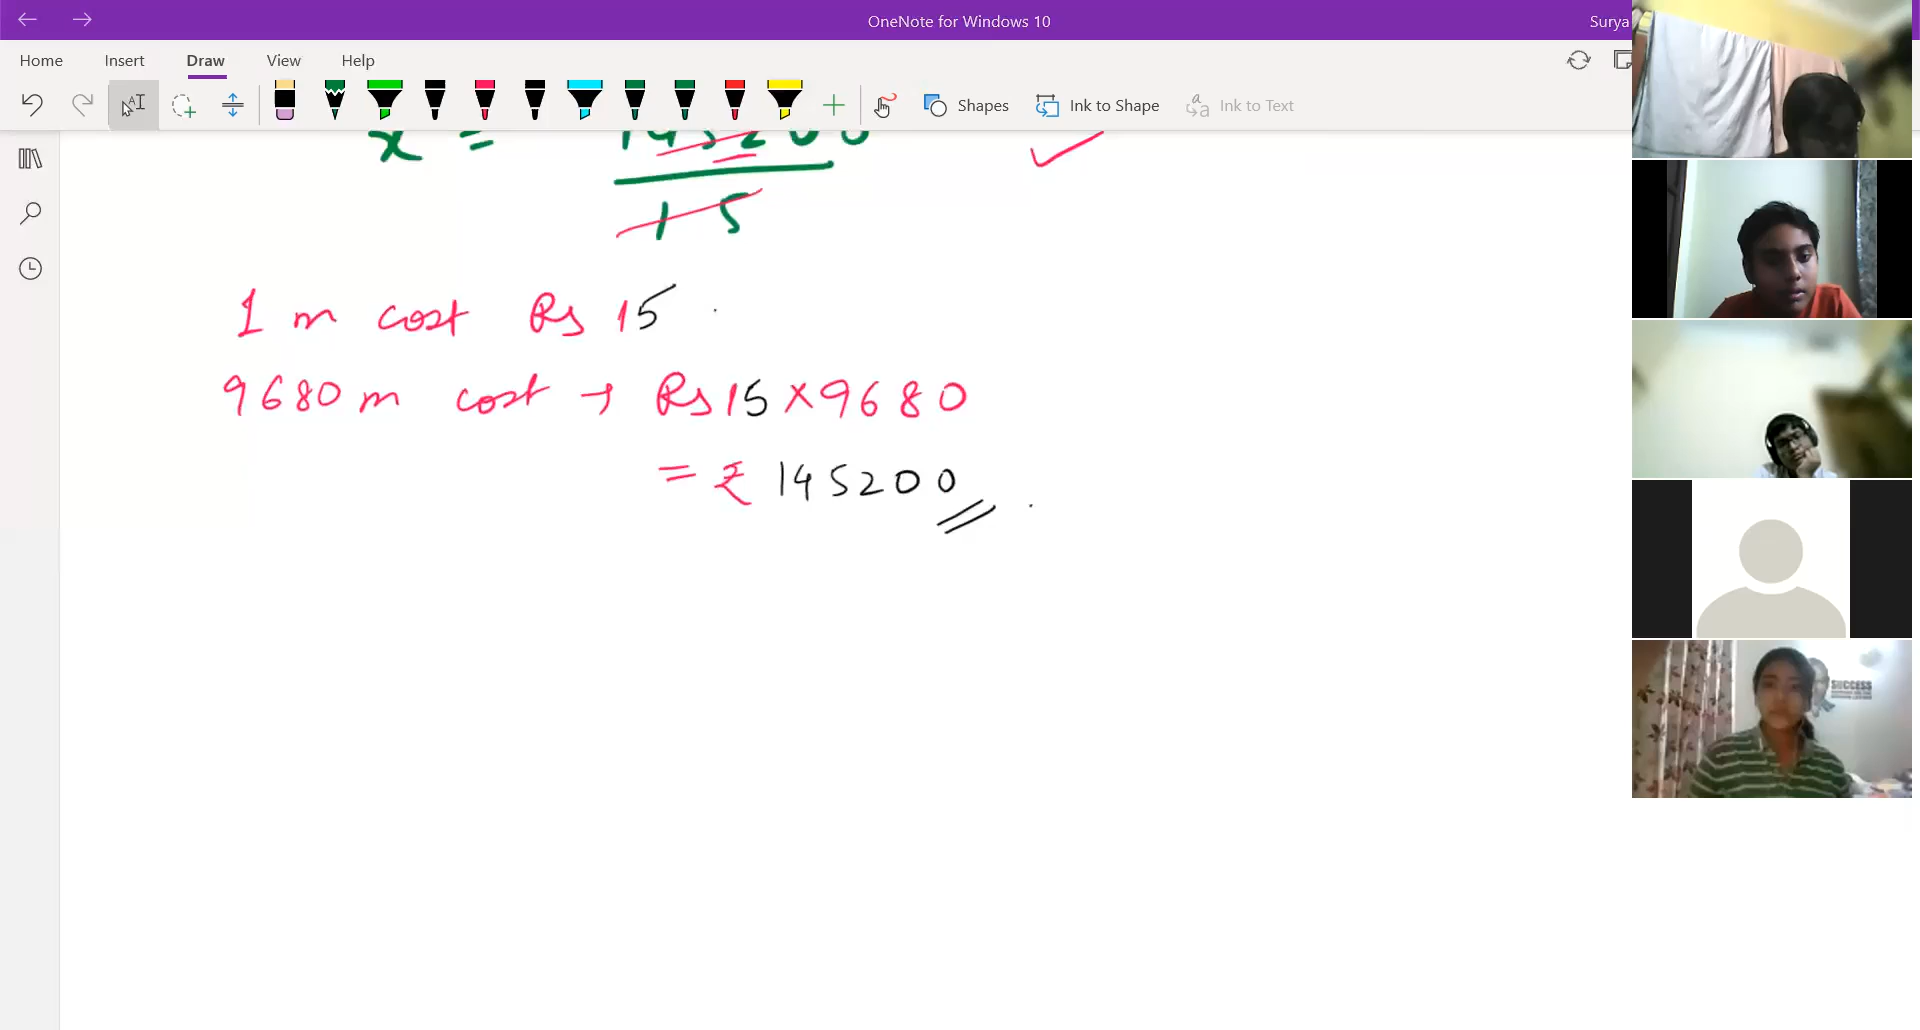 OneNote for Windows 10
Surya
Home Insert Draw View Help
Shapes Ink to Shape Ink to Text
x = 145200
15
1 m cost Rs 15
9680 m cost → Rs 15 × 9680
= ₹ 145200
SUCCESS